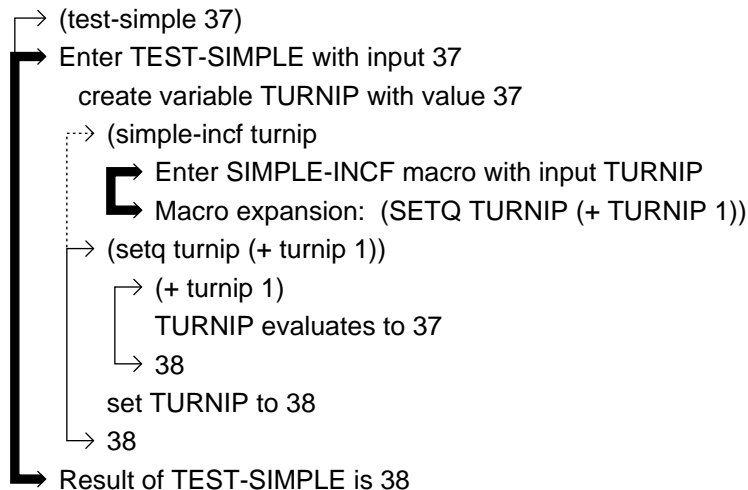 (test-simple 37)
Enter TEST-SIMPLE with input 37
create variable TURNIP with value 37
(simple-incf turnip
Enter SIMPLE-INCF macro with input TURNIP
Macro expansion: (SETQ TURNIP (+ TURNIP 1))
(setq turnip (+ turnip 1))
(+ turnip 1)
TURNIP evaluates to 37
38
set TURNIP to 38
38
Result of TEST-SIMPLE is 38